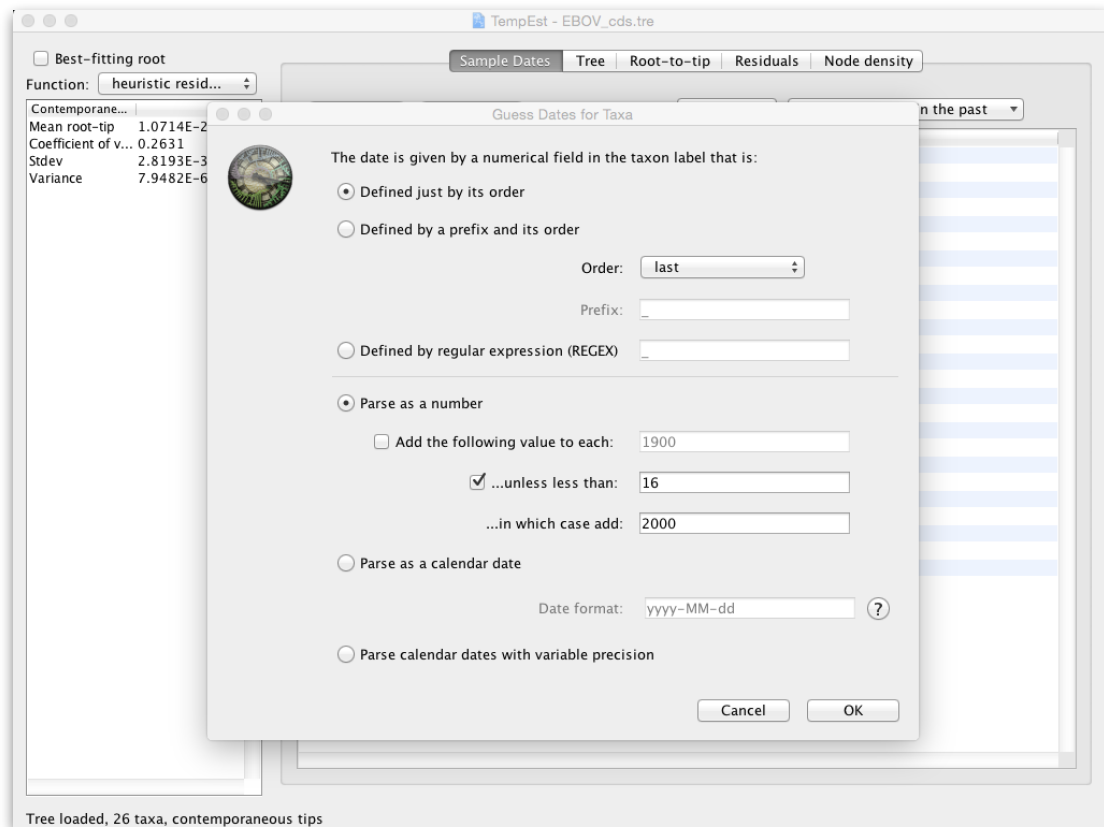 TempEst - EBOV_cds.tre
Best-fitting root
Function: heuristic resid...
Sample Dates Tree Root-to-tip Residuals Node density
Contemporane...
Mean root-tip 1.0714E-2
Coefficient of v... 0.2631
Stdev 2.8193E-3
Variance 7.9482E-6
n the past
Guess Dates for Taxa
The date is given by a numerical field in the taxon label that is:
Defined just by its order
Defined by a prefix and its order
Order: last
Prefix: _
Defined by regular expression (REGEX) _
Parse as a number
Add the following value to each: 1900
...unless less than: 16
...in which case add: 2000
Parse as a calendar date
Date format: yyyy-MM-dd ?
Parse calendar dates with variable precision
Cancel OK
Tree loaded, 26 taxa, contemporaneous tips